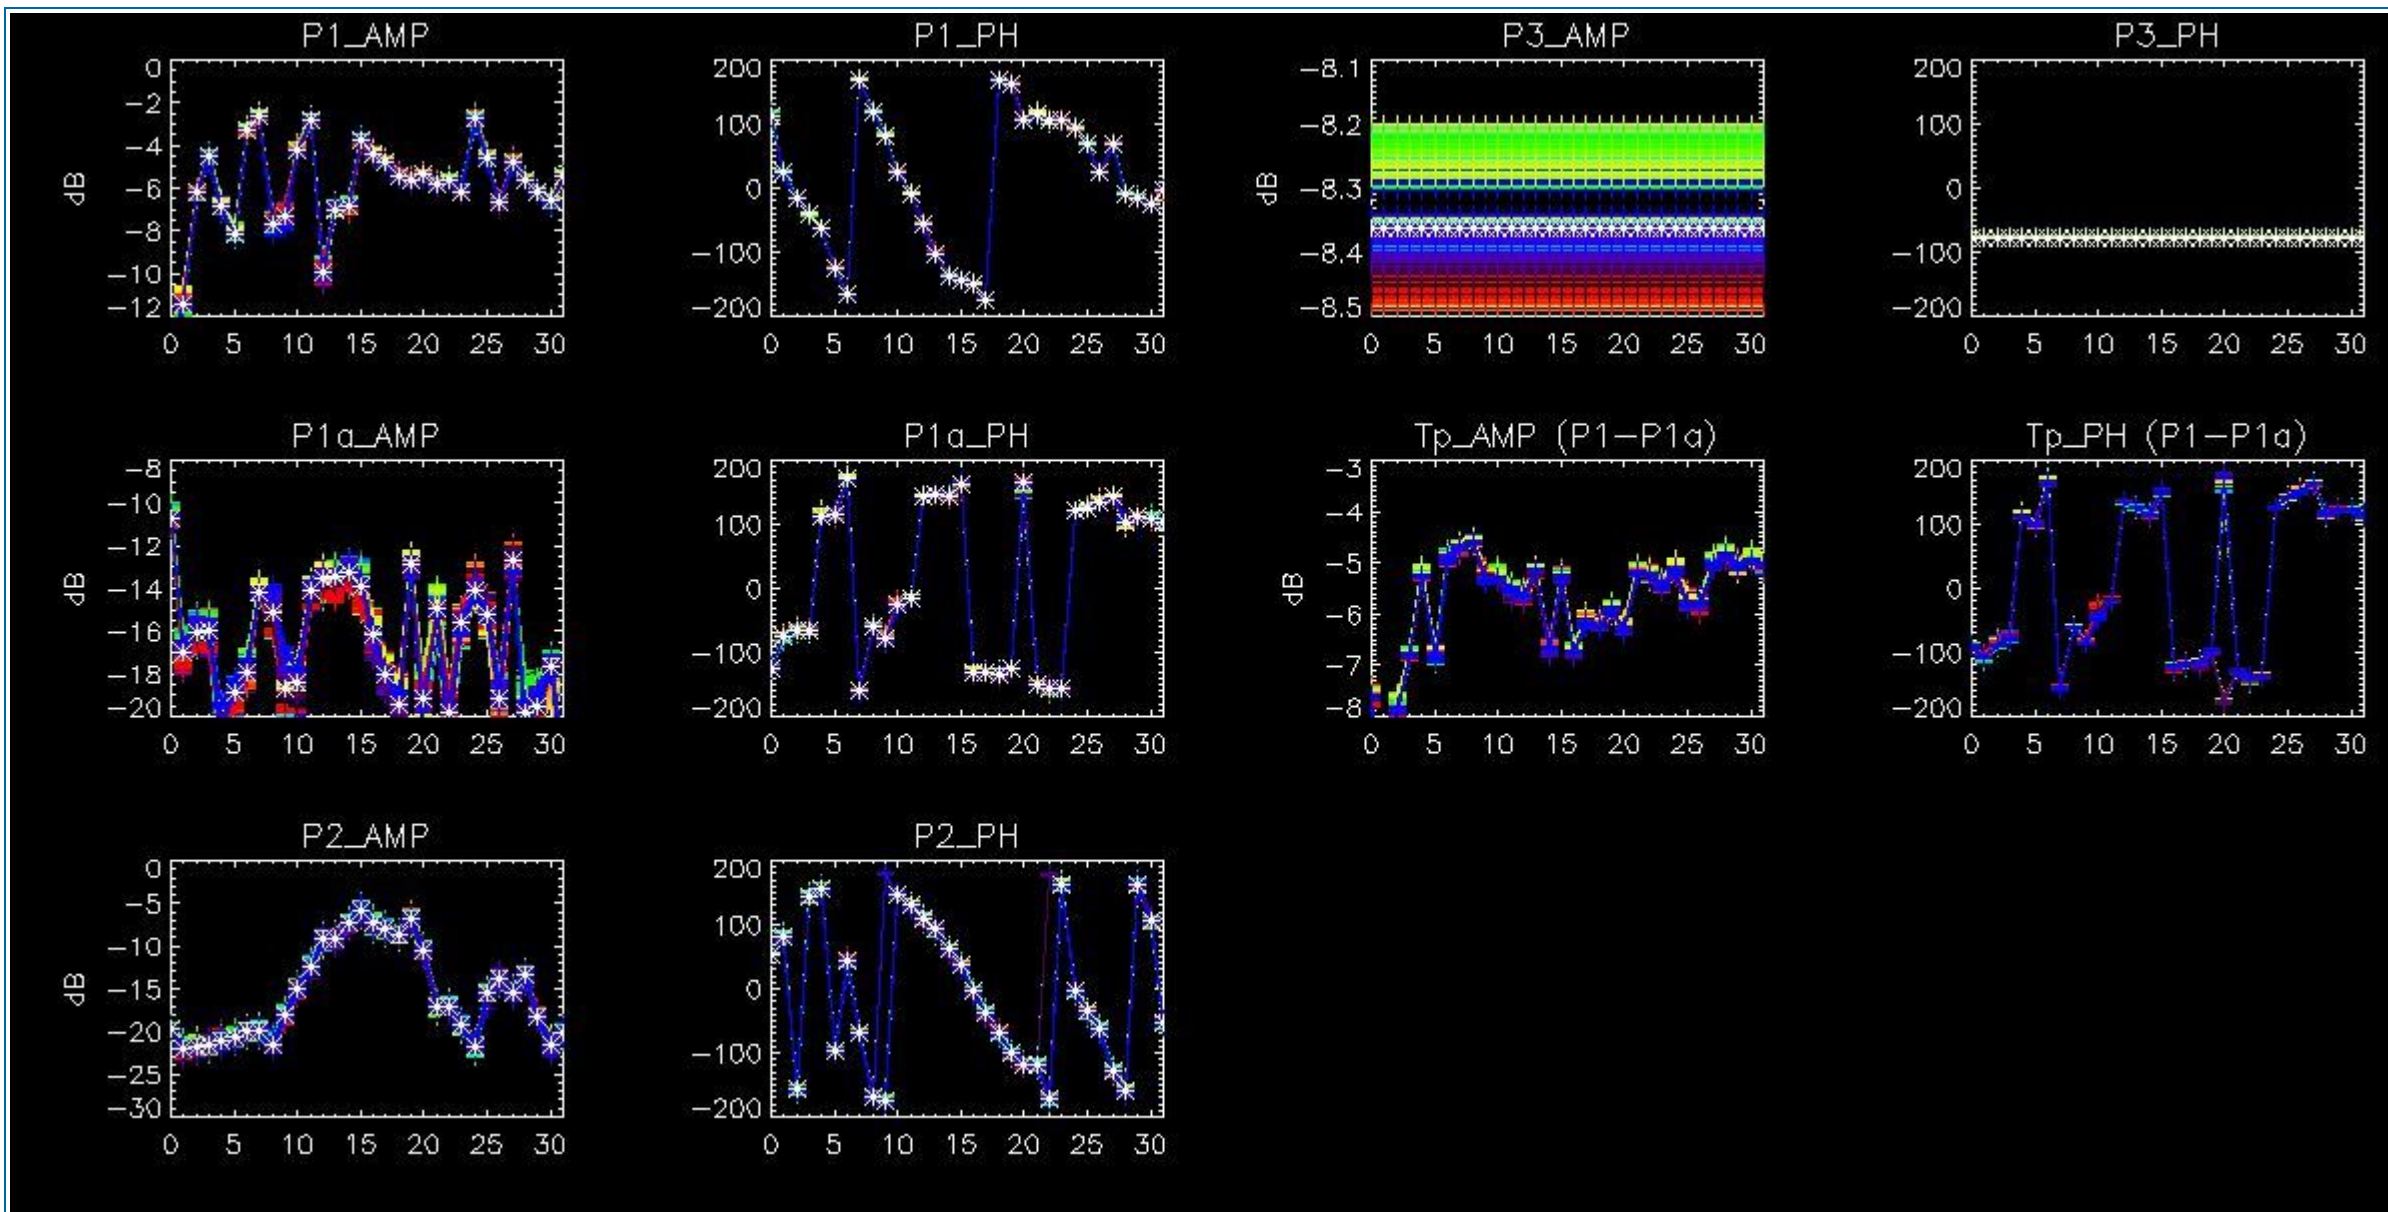 P1_AMP
0
−2
−4
−6
−8
−10
−12
dB
0 5 10 15 20 25 30
P1_PH
200
100
0
−100
−200
0 5 10 15 20 25 30
P3_AMP
−8.1
−8.2
−8.3
−8.4
−8.5
dB
0 5 10 15 20 25 30
P3_PH
200
100
0
−100
−200
0 5 10 15 20 25 30
P1a_AMP
−8
−10
−12
−14
−16
−18
−20
dB
0 5 10 15 20 25 30
P1a_PH
200
100
0
−100
−200
0 5 10 15 20 25 30
Tp_AMP (P1−P1a)
−3
−4
−5
−6
−7
−8
dB
0 5 10 15 20 25 30
Tp_PH (P1−P1a)
200
100
0
−100
−200
0 5 10 15 20 25 30
P2_AMP
0
−5
−10
−15
−20
−25
−30
dB
0 5 10 15 20 25 30
P2_PH
200
100
0
−100
−200
0 5 10 15 20 25 30